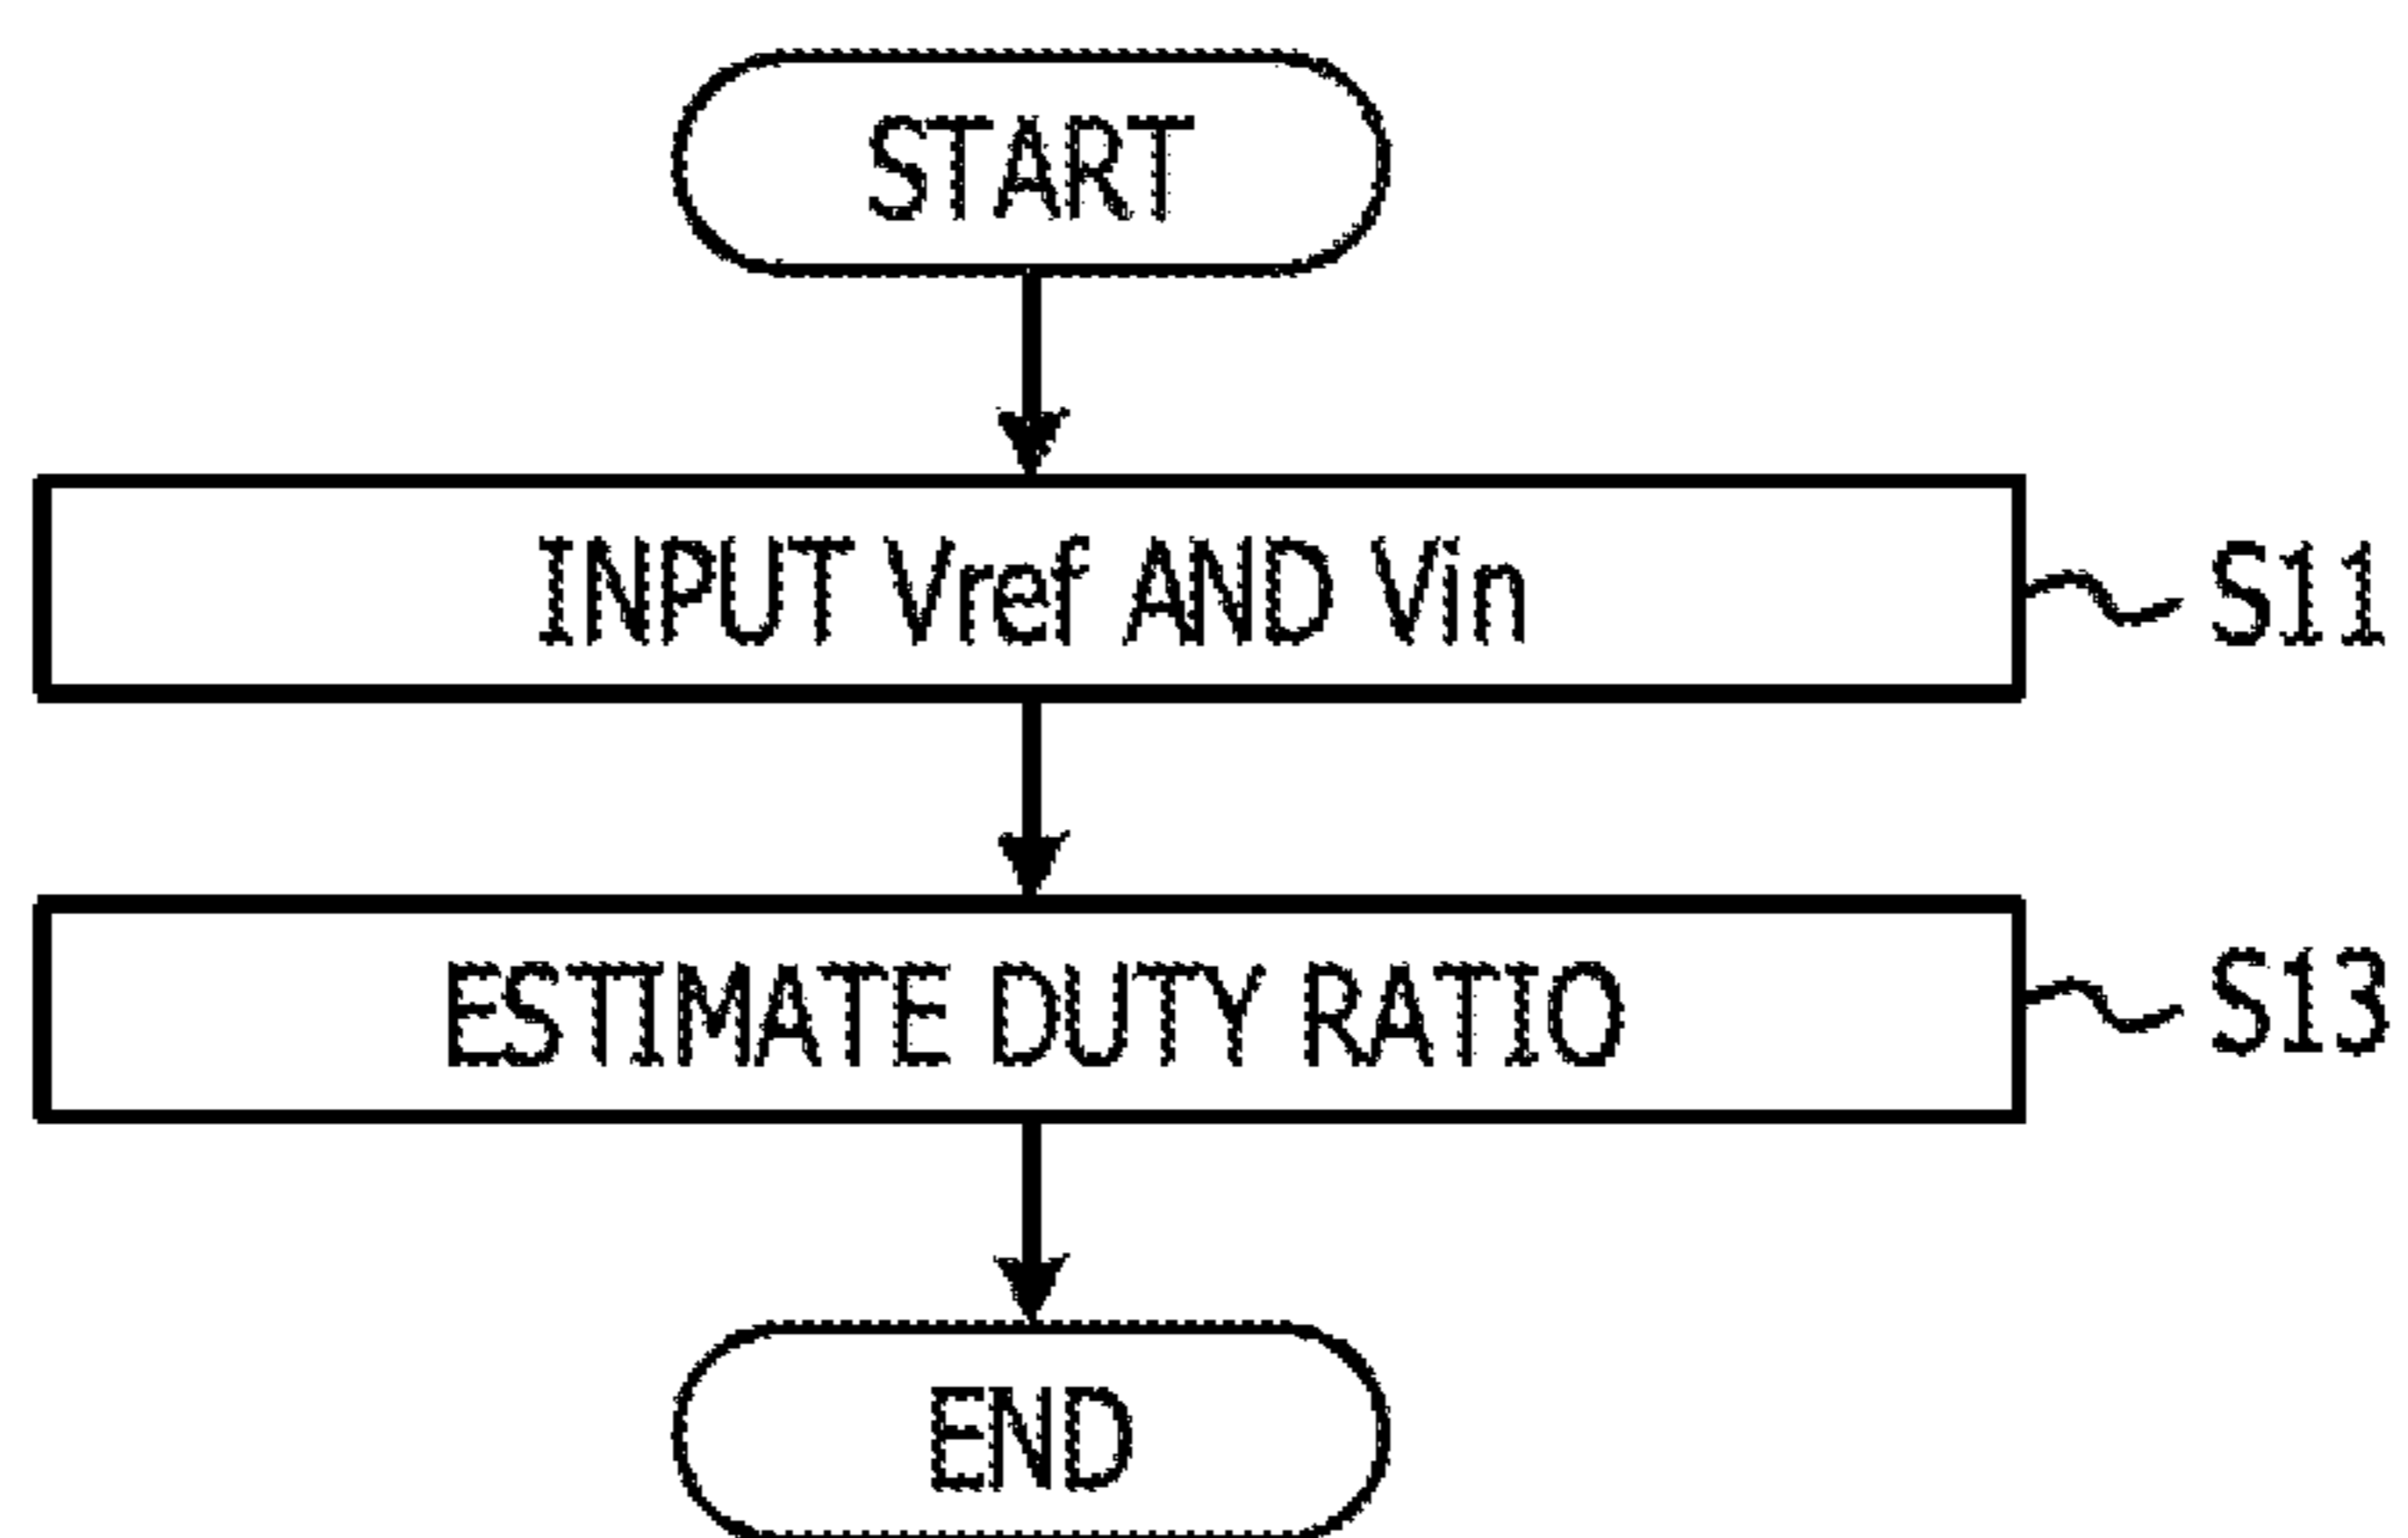 START
INPUT Vref AND Vin
S11
ESTIMATE DUTY RATIO
S13
END